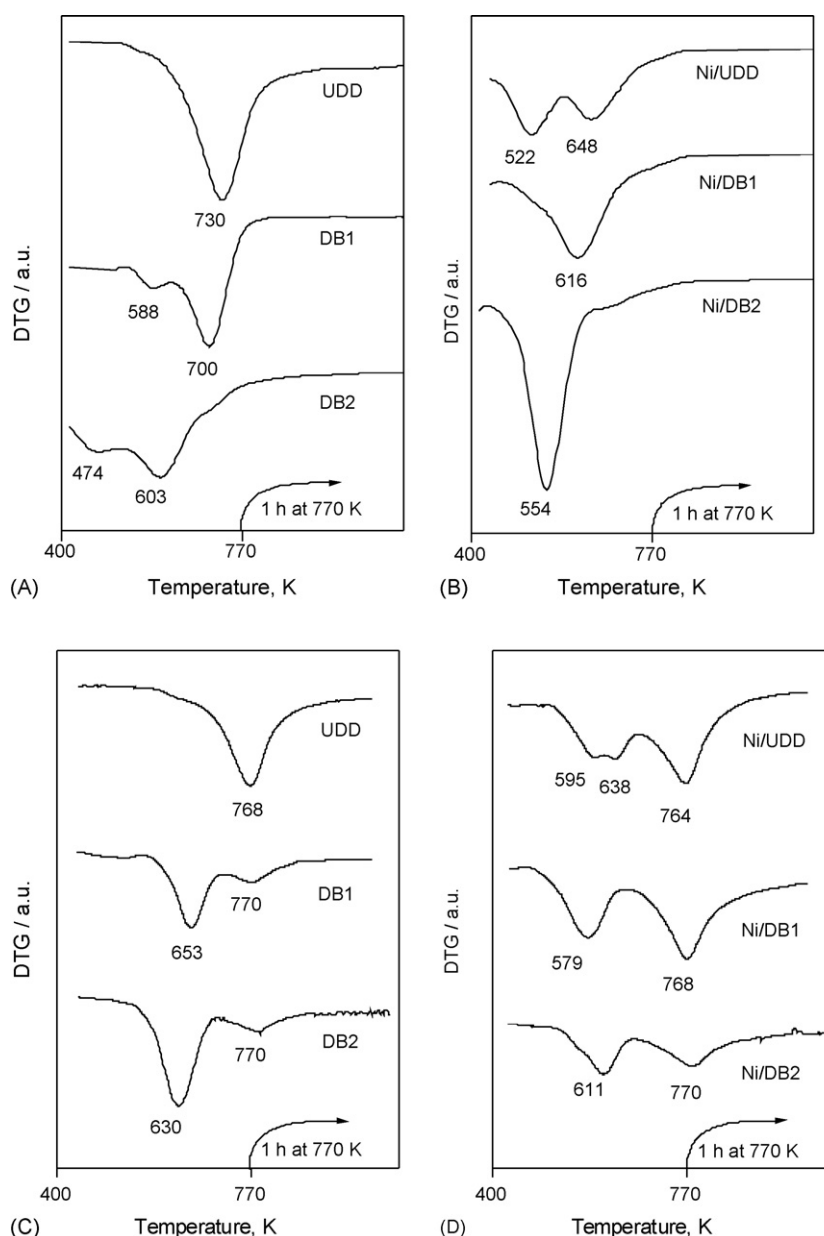 UDD
730
DB1
588
700
DB2
474
603
1 h at 770 K
DTG / a.u.
400
770
Temperature, K
(A)
Ni/UDD
522
648
Ni/DB1
616
Ni/DB2
554
1 h at 770 K
DTG / a.u.
400
770
Temperature, K
(B)
UDD
768
DB1
653
770
DB2
630
770
1 h at 770 K
DTG / a.u.
400
770
Temperature, K
(C)
Ni/UDD
595
638
764
Ni/DB1
579
768
Ni/DB2
611
770
1 h at 770 K
DTG / a.u.
400
770
Temperature, K
(D)